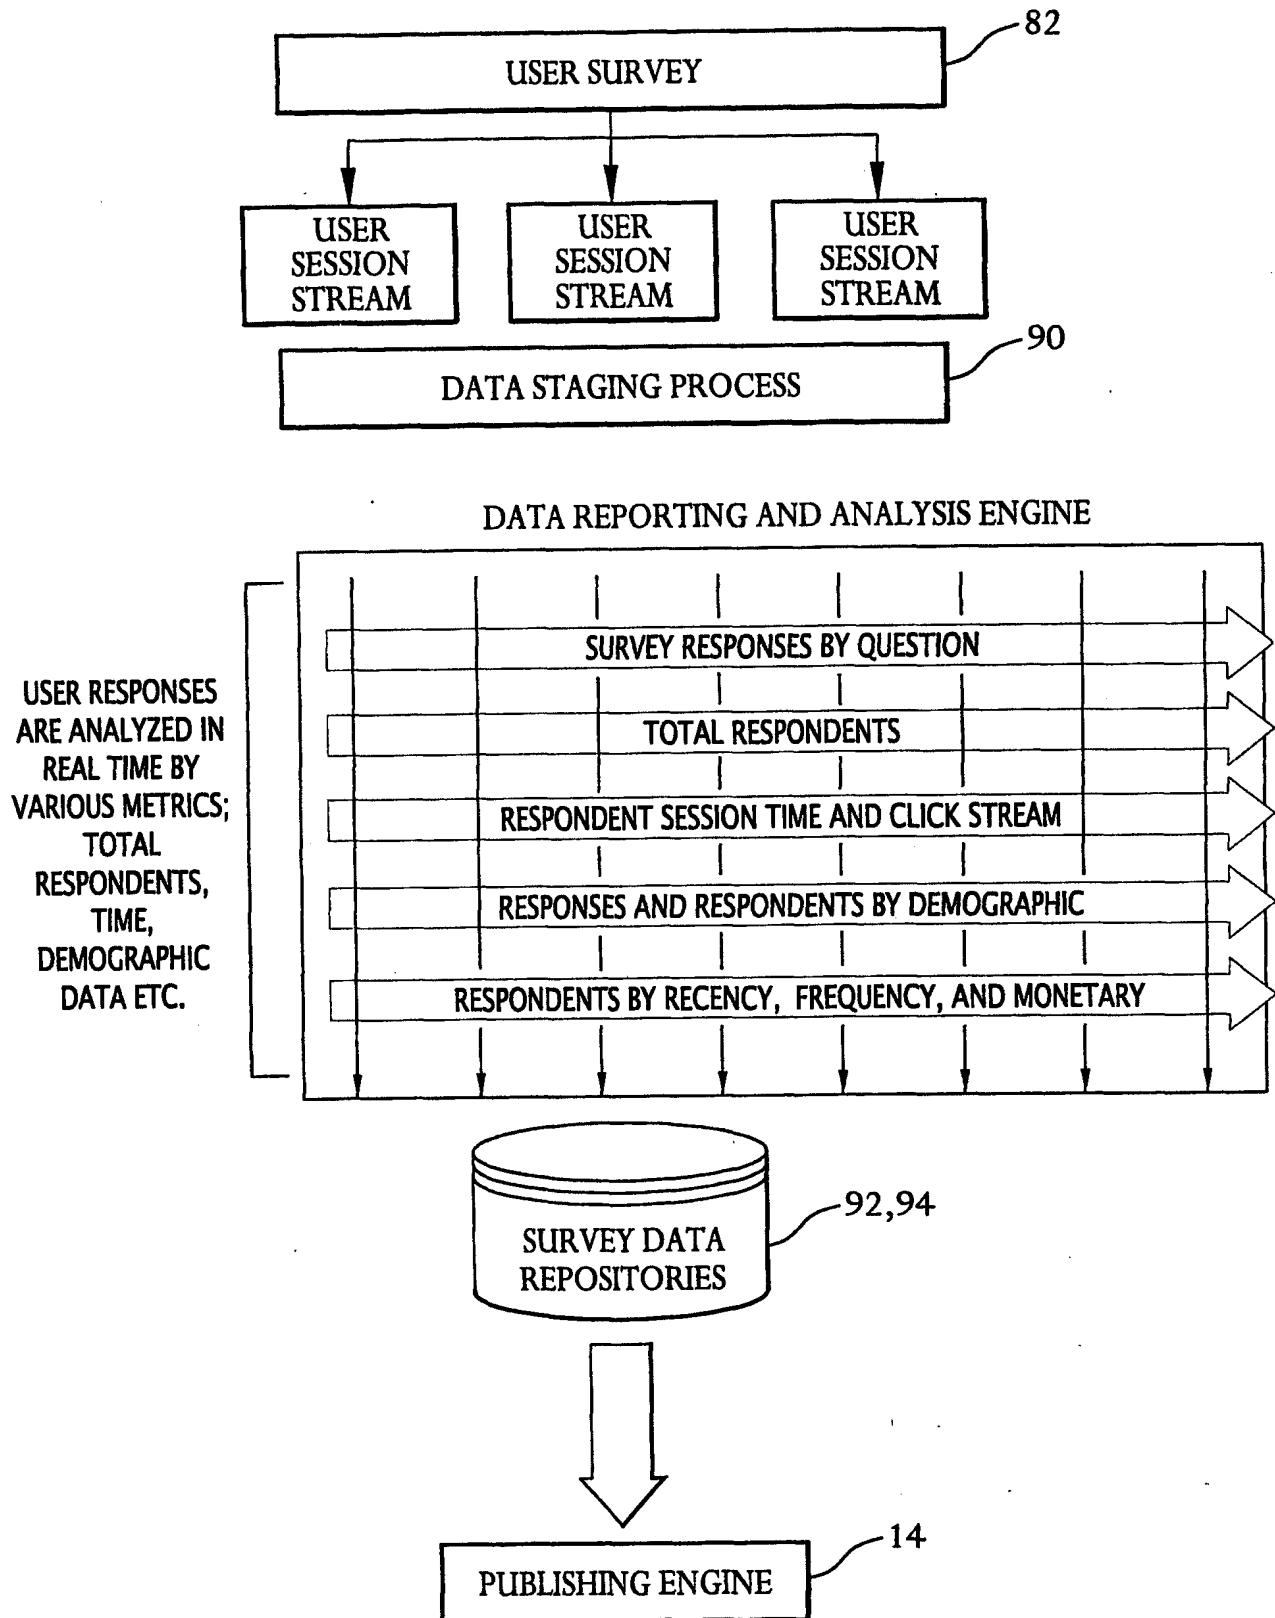 82
USER SURVEY
USER
SESSION
STREAM
USER
SESSION
STREAM
USER
SESSION
STREAM
90
DATA STAGING PROCESS
DATA REPORTING AND ANALYSIS ENGINE
USER RESPONSES
ARE ANALYZED IN
REAL TIME BY
VARIOUS METRICS;
TOTAL
RESPONDENTS,
TIME,
DEMOGRAPHIC
DATA ETC.
SURVEY RESPONSES BY QUESTION
TOTAL RESPONDENTS
RESPONDENT SESSION TIME AND CLICK STREAM
RESPONSES AND RESPONDENTS BY DEMOGRAPHIC
RESPONDENTS BY RECENCY, FREQUENCY, AND MONETARY
92,94
SURVEY DATA
REPOSITORIES
14
PUBLISHING ENGINE